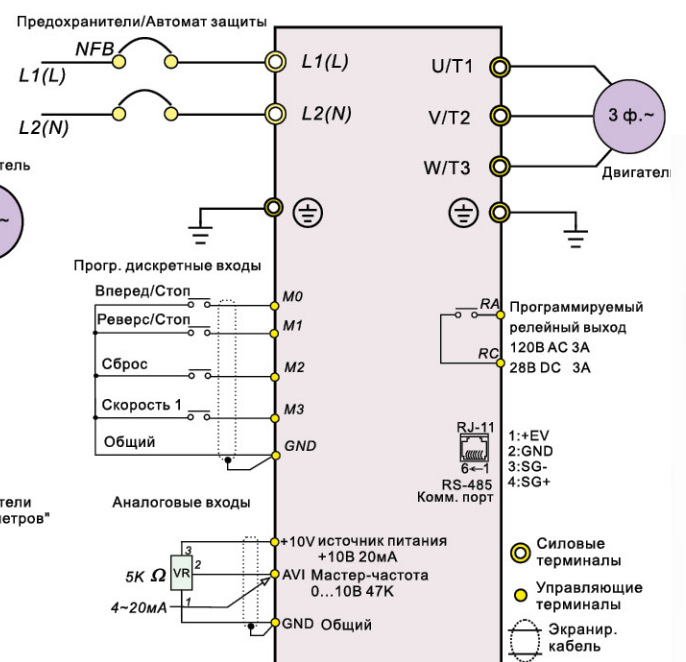 Предохранители/Автомат защиты
NFB
L1(L)
L2(N)
L1(L)
L2(N)
U/T1
V/T2
W/T3
3 ф.~
Двигател
тель
~
Прогр. дискретные входы
Вперед/Стоп
M0
Реверс/Стоп
M1
Сброс
M2
Скорость 1
M3
Общий
GND
RA
RC
Программируемый
релейный выход
120В AC 3A
28В DC 3A
RJ-11
6←1
RS-485
Комм. порт
1:+EV
2:GND
3:SG-
4:SG+
тели
етров"
Аналоговые входы
+10V источник питания
+10В 20мА
3
5K Ω
VR
2
AVI Мастер-частота
0...10В 47K
1
4~20мА
GND Общий
Силовые
терминалы
Управляющие
терминалы
Экранир.
кабель